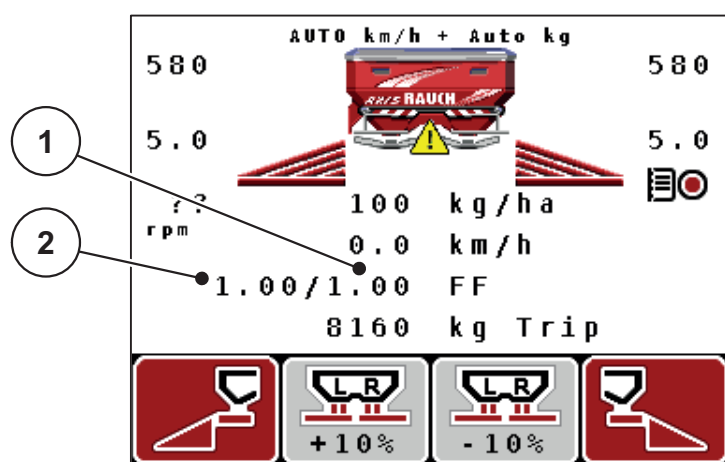 AUTO km/h + Auto kg
580 580
AXIS RAUCH
1
5.0 5.0
?? 100 kg/ha
rpm
0.0 km/h
2
1.00/1.00 FF
8160 kg Trip
L R L R
+10% -10%